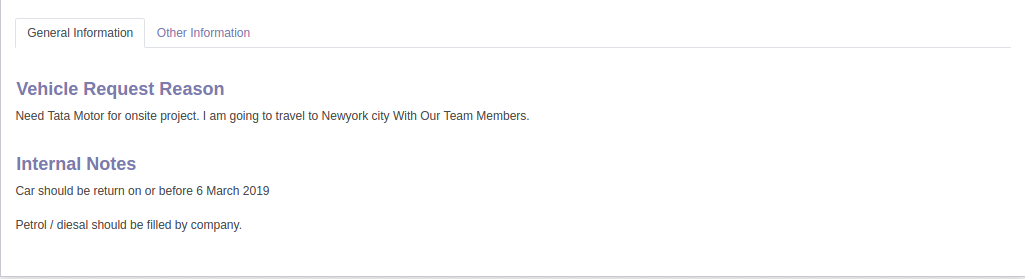 General Information Other Information
Vehicle Request Reason
Need Tata Motor for onsite project. I am going to travel to Newyork city With Our Team Members.
Internal Notes
Car should be return on or before 6 March 2019
Petrol / diesal should be filled by company.